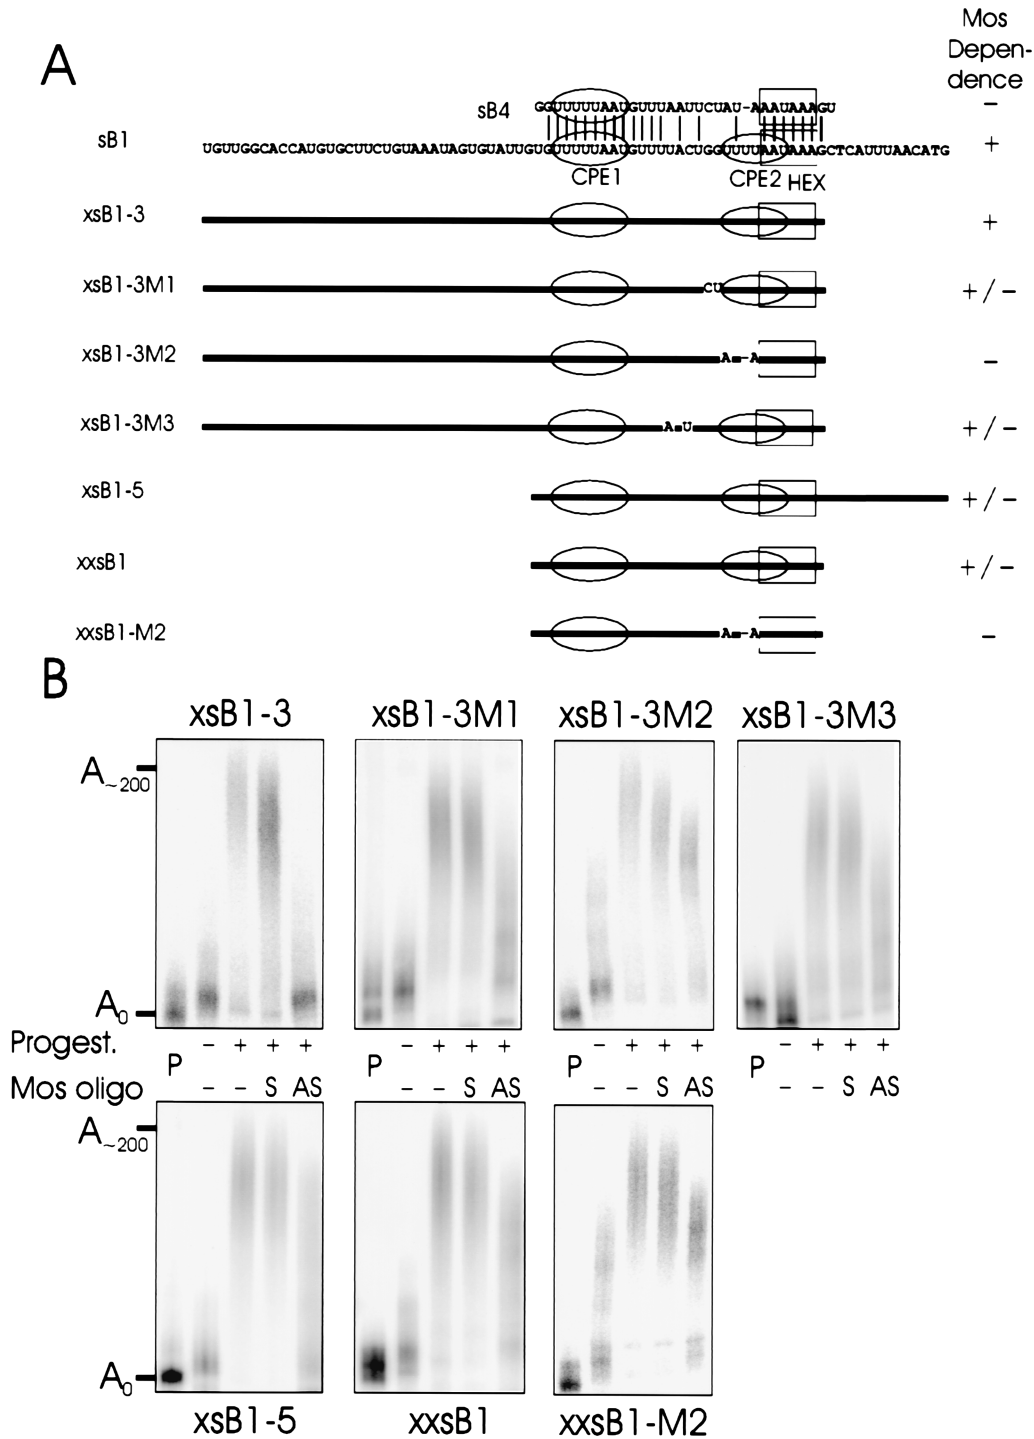 A
Mos
Depen-
dence
sB4 GGUUUUUAAUGUUUAAUUCUAU-AAAUAAAGU −
sB1 UGUUGGCACCAUGUGCUUCUGUAAAUAGUGUAUUGUGUUUUUAAUGUUUUACUGGUUUUAAUAAAGCTCAUUUAACATG +
CPE1 CPE2 HEX
xsB1-3 +
xsB1-3M1 CU +/−
xsB1-3M2 A -A −
xsB1-3M3 A U +/−
xsB1-5 +/−
xxsB1 +/−
xxsB1-M2 A -A −
B
xsB1-3 xsB1-3M1 xsB1-3M2 xsB1-3M3
A~200
A0
Progest. − + + + − + + + − + + + − + + +
P P P P
Mos oligo − − S AS − − S AS − − S AS − − S AS
A~200
A0
xsB1-5 xxsB1 xxsB1-M2